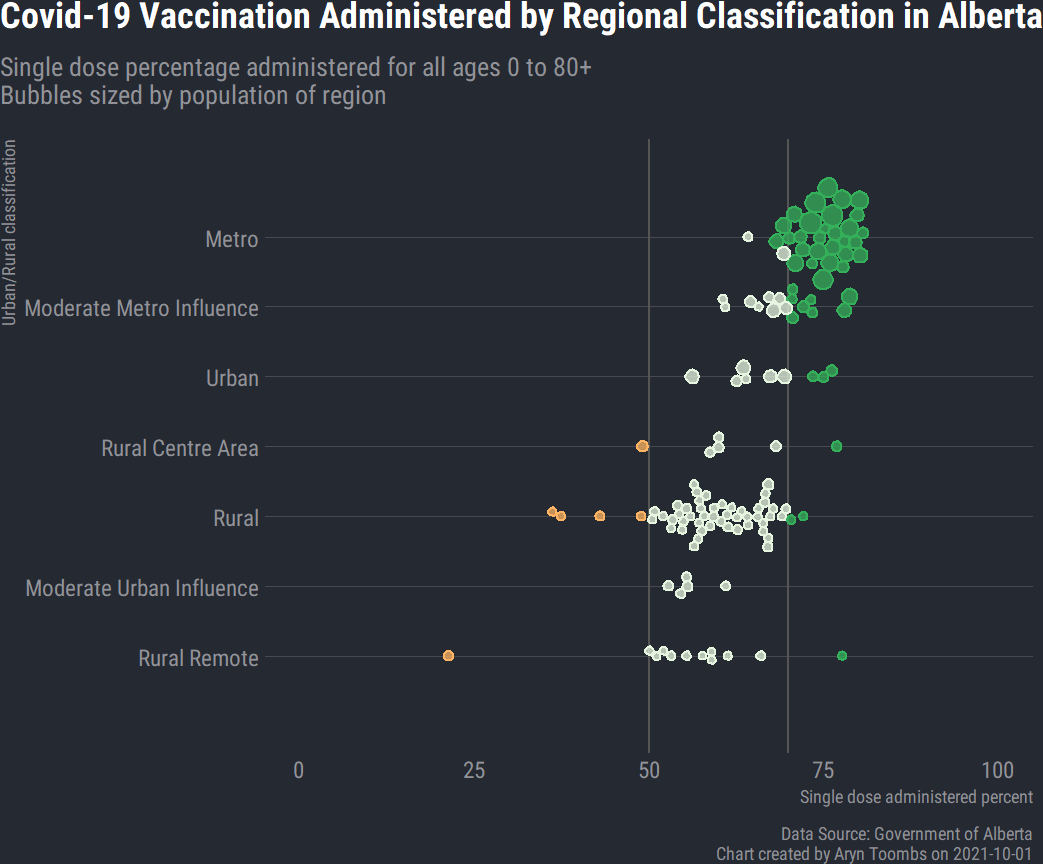 Covid-19 Vaccination Administered by Regional Classification in Alberta
Single dose percentage administered for all ages 0 to 80+
Bubbles sized by population of region
Urban/Rural classification
Metro
Moderate Metro Influence
Urban
Rural Centre Area
Rural
Moderate Urban Influence
Rural Remote
0 25 50 75 100
Single dose administered percent
Data Source: Government of Alberta
Chart created by Aryn Toombs on 2021-10-01